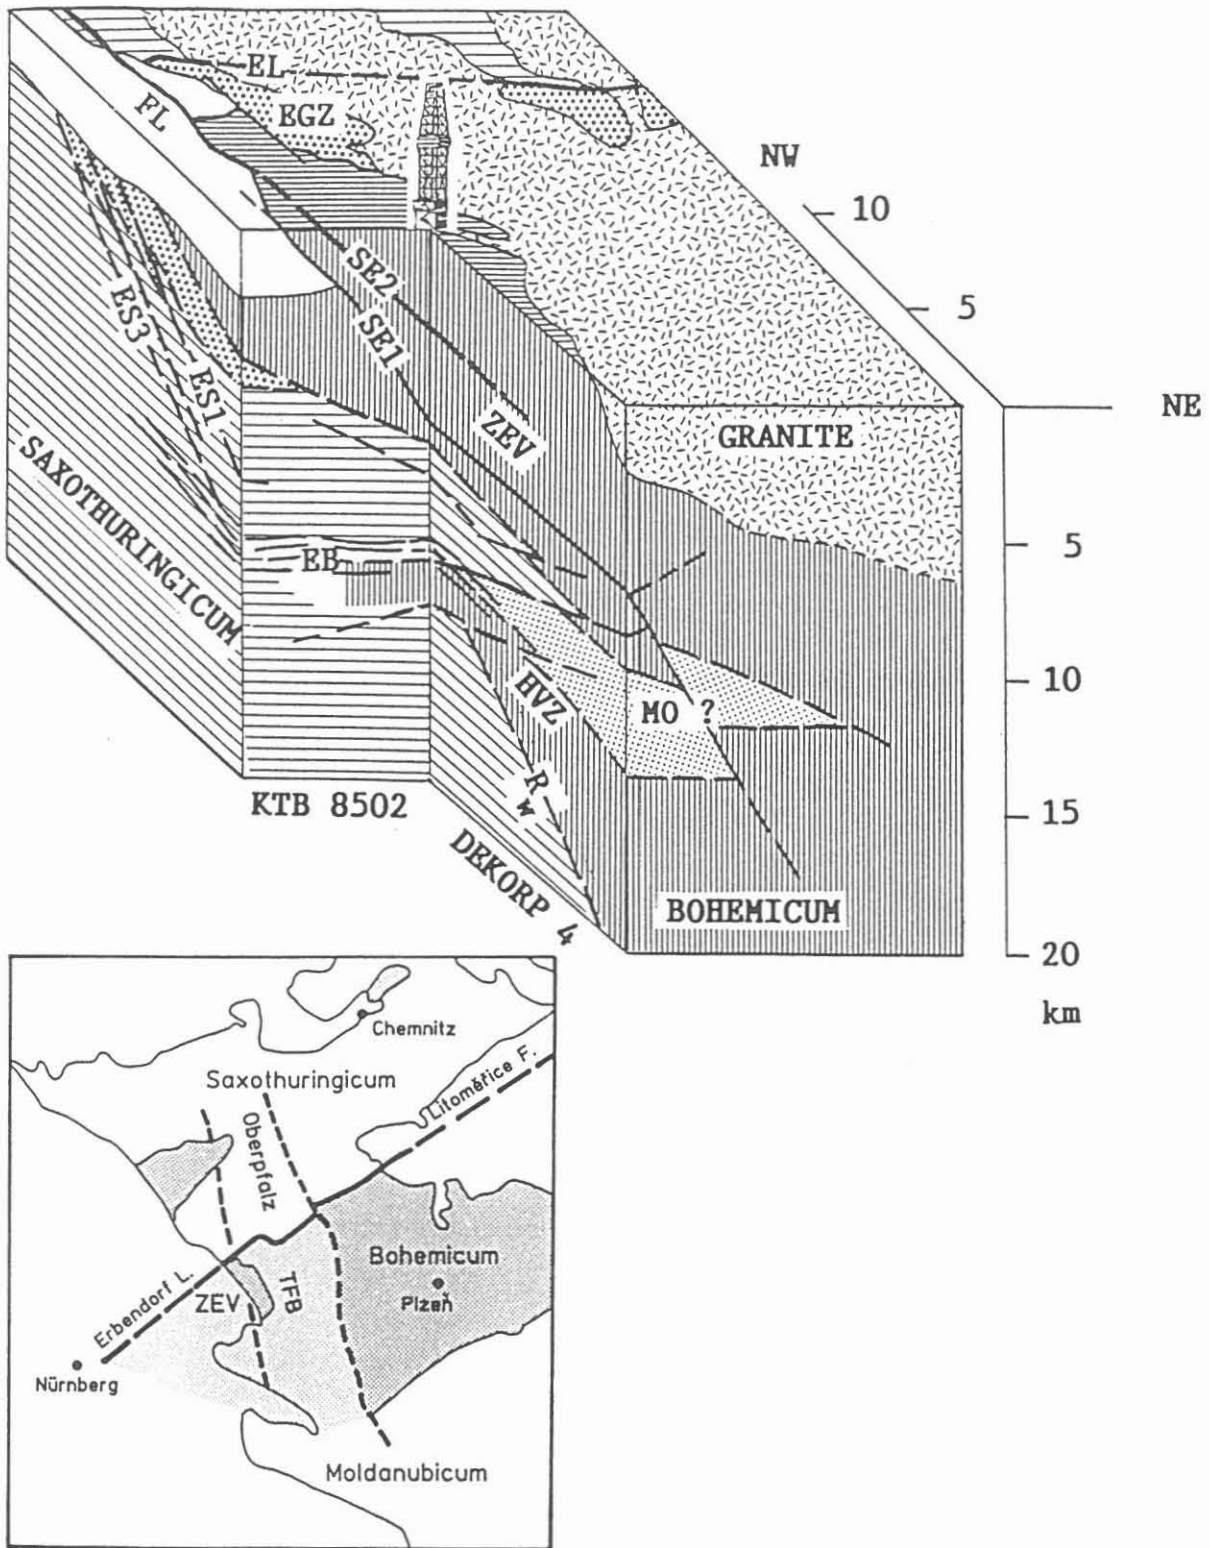 EL
FL
EGZ
NW
10
5
NE
SE2
SE1
ES3
ES1
ZEV
GRANITE
SAXOTHURINGICUM
EB
5
10
15
20
km
HVZ
MO ?
RW
KTB 8502
DEKORP 4
BOHEMICUM
Chemnitz
Saxothuringicum
Litoměřice F.
Oberpfalz
Bohemicum
Plzeň
TFB
ZEV
Erbendorf L.
Nürnberg
Moldanubicum